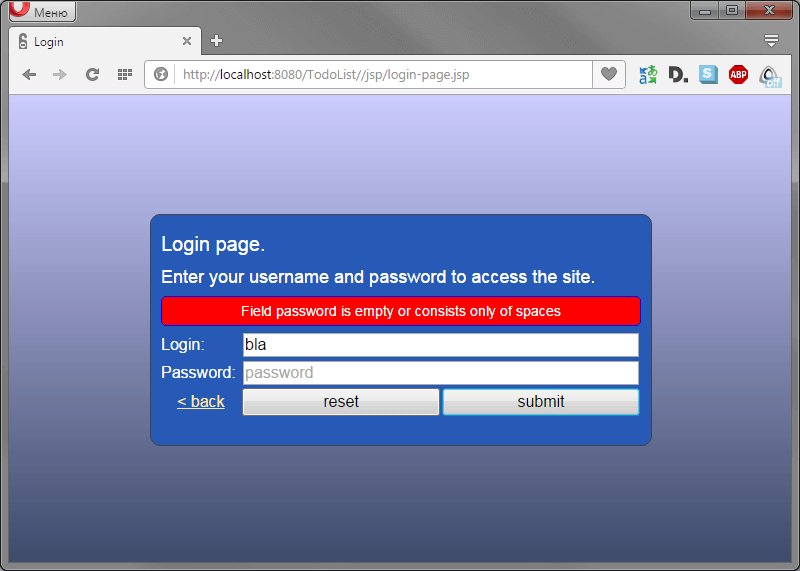 Меню
Login
http://localhost:8080/TodoList//jsp/login-page.jsp
D.
S
ABP
Off
Login page.
Enter your username and password to access the site.
Field password is empty or consists only of spaces
Login: bla
Password: password
< back reset submit